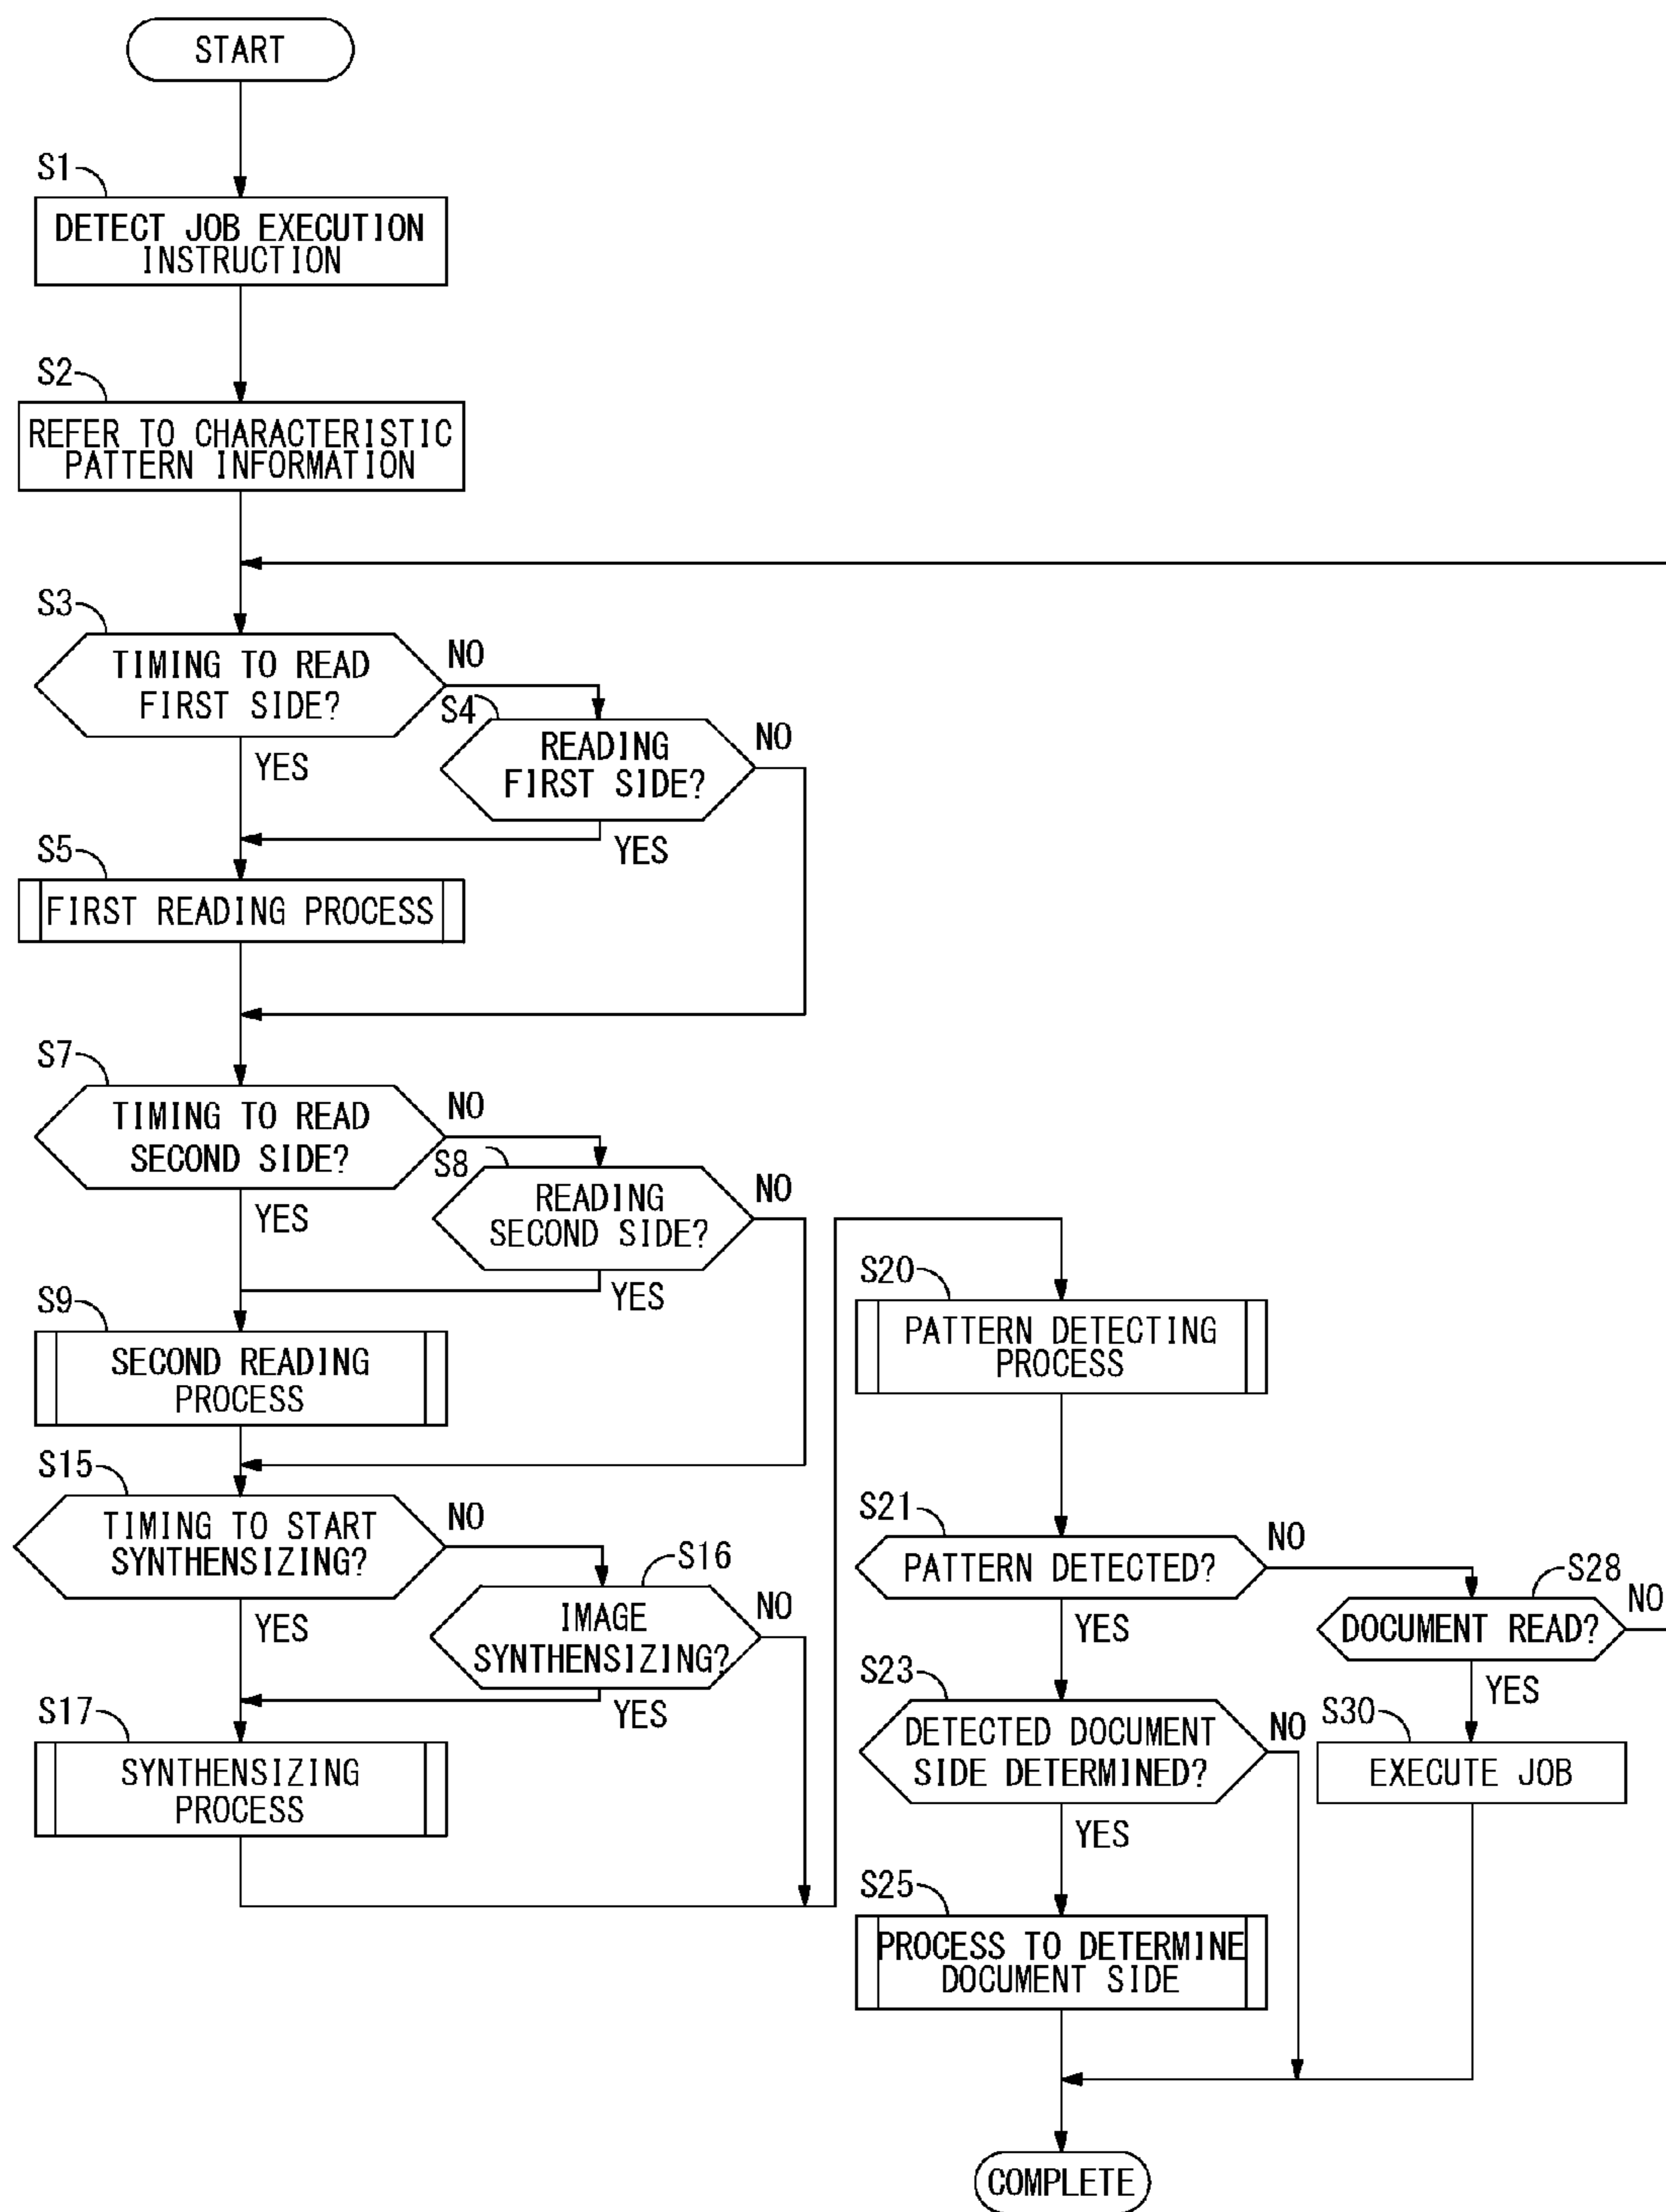 START
S1
DETECT JOB EXECUTION
INSTRUCTION
S2
REFER TO CHARACTERISTIC
PATTERN INFORMATION
S3
TIMING TO READ
FIRST SIDE?
NO
YES
S4
READING
FIRST SIDE?
NO
YES
S5
FIRST READING PROCESS
S7
TIMING TO READ
SECOND SIDE?
NO
YES
S8
READING
SECOND SIDE?
NO
YES
S9
SECOND READING
PROCESS
S15
TIMING TO START
SYNTHENSIZING?
NO
YES
S16
IMAGE
SYNTHENSIZING?
NO
YES
S17
SYNTHENSIZING
PROCESS
S20
PATTERN DETECTING
PROCESS
S21
PATTERN DETECTED?
NO
YES
S28
DOCUMENT READ?
NO
YES
S23
DETECTED DOCUMENT
SIDE DETERMINED?
NO
YES
S30
EXECUTE JOB
S25
PROCESS TO DETERMINE
DOCUMENT SIDE
COMPLETE